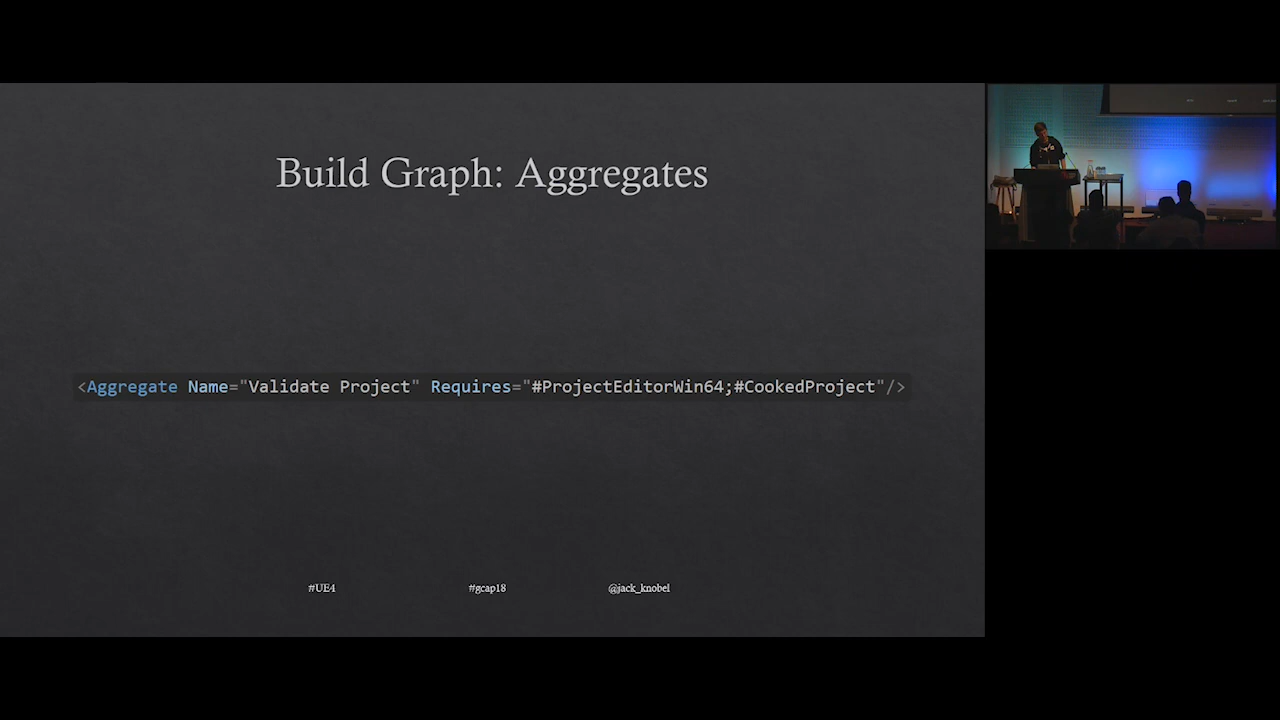 Build Graph: Aggregates
<Aggregate Name="Validate Project" Requires="#ProjectEditorWin64;#CookedProject"/>
#UE4
#gcap18
@jack_knobel